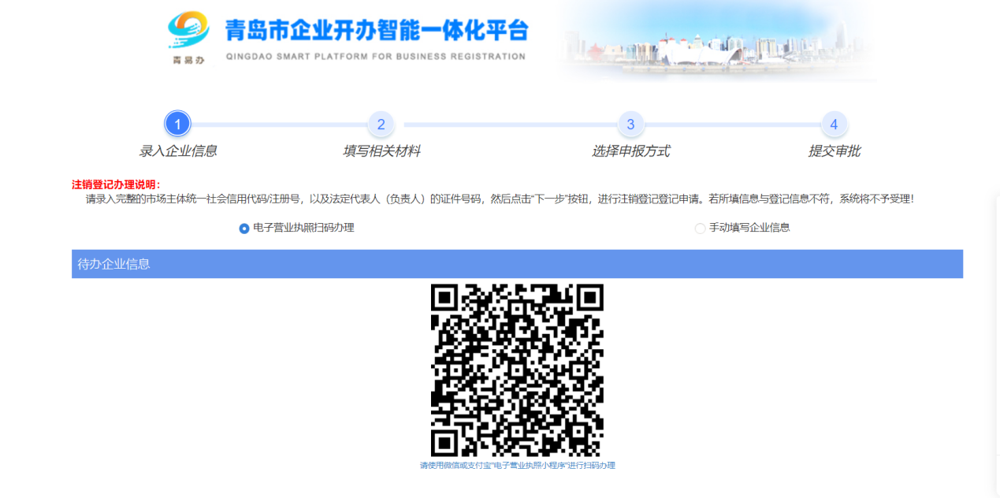 青岛市企业开办智能一体化平台
青易办
QINGDAO SMART PLATFORM FOR BUSINESS REGISTRATION
1
2
3
4
录入企业信息
填写相关材料
选择申报方式
提交审批
注销登记办理说明：
请录入完整的市场主体统一社会信用代码/注册号，以及法定代表人（负责人）的证件号码，然后点击“下一步”按钮，进行注销登记登记申请。若所填信息与登记信息不符，系统将不予受理！
电子营业执照扫码办理
手动填写企业信息
待办企业信息
请使用微信或支付宝“电子营业执照小程序”进行扫码办理